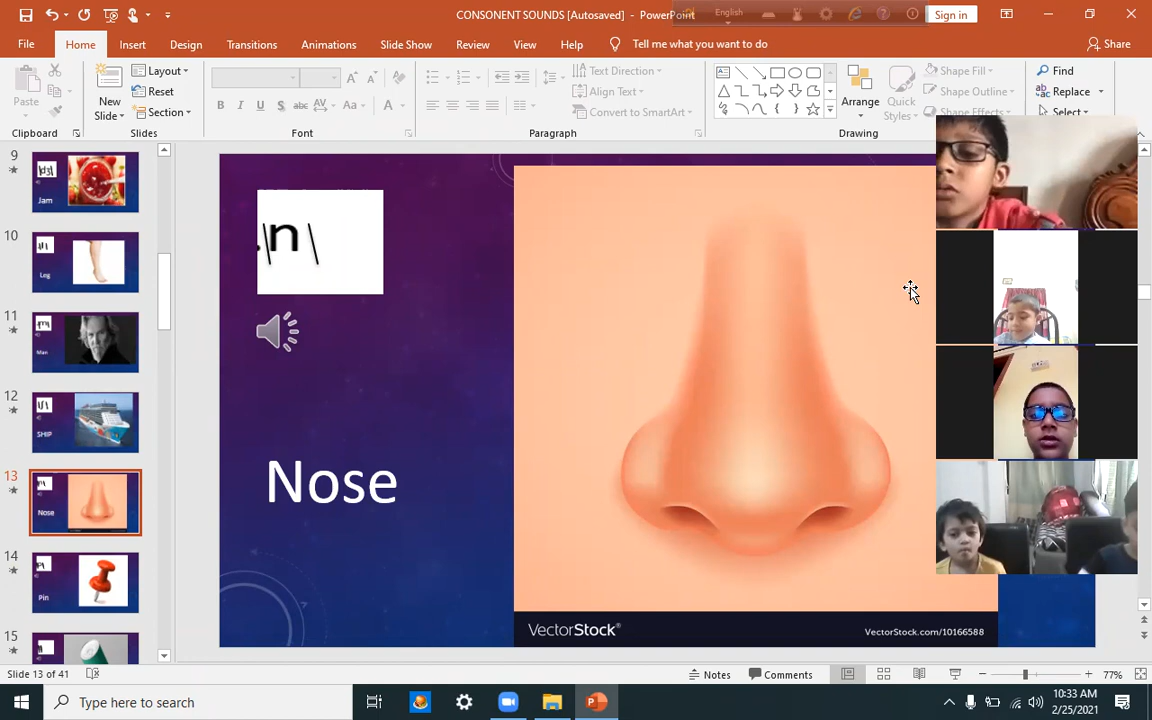 CONSONENT SOUNDS [Autosaved] - PowerPoint
English
Sign in
File Home Insert Design Transitions Animations Slide Show Review View Help Tell me what you want to do Share
Paste
New Slide
Layout
Reset
Section
B I U S abc AV Aa A
Text Direction
Align Text
Convert to SmartArt
Arrange
Quick Styles
Shape Fill
Shape Outline
Shape Effects
Find
Replace
Select
Clipboard Slides Font Paragraph Drawing
9
Jam
10
Leg
11
Man
12
SHIP
13
Nose
14
Pin
15
\n\
Nose
VectorStock®
VectorStock.com/10166588
Slide 13 of 41
Notes
Comments
77%
Type here to search
10:33 AM
2/25/2021